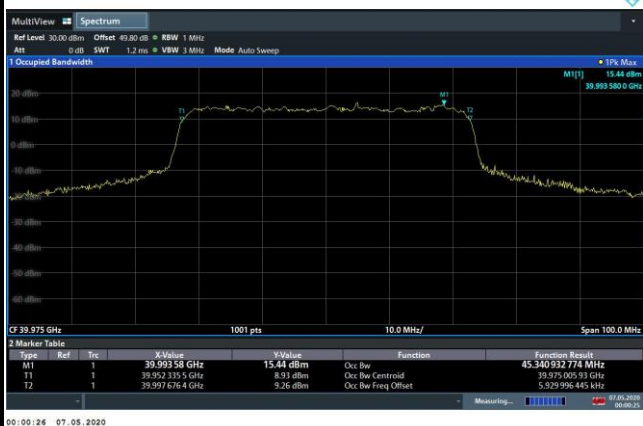 MultiView Spectrum
Ref Level 30.00 dBm Offset 49.80 dB RBW 1 MHz
Att 0 dB SWT 1.2 ms VBW 3 MHz Mode Auto Sweep
1 Occupied Bandwidth 1Pk Max
M1[1] 15.44 dBm
39.993 580 0 GHz
M1
20 dBm
T1 T2
10 dBm
0 dBm
-10 dBm
-30 dBm
-40 dBm
-50 dBm
-60 dBm
CF 39.975 GHz 1001 pts 10.0 MHz/ Span 100.0 MHz
2 Marker Table
Type Ref Trc X-Value Y-Value Function Function Result
M1 1 39.993 58 GHz 15.44 dBm Occ Bw 45.340 932 774 MHz
T1 1 39.952 335 5 GHz 8.93 dBm Occ Bw Centroid 39.975 005 93 GHz
T2 1 39.997 676 4 GHz 9.26 dBm Occ Bw Freq Offset 5.929 996 445 kHz
Measuring... 07.05.2020
00:00:25
00:00:26 07.05.2020